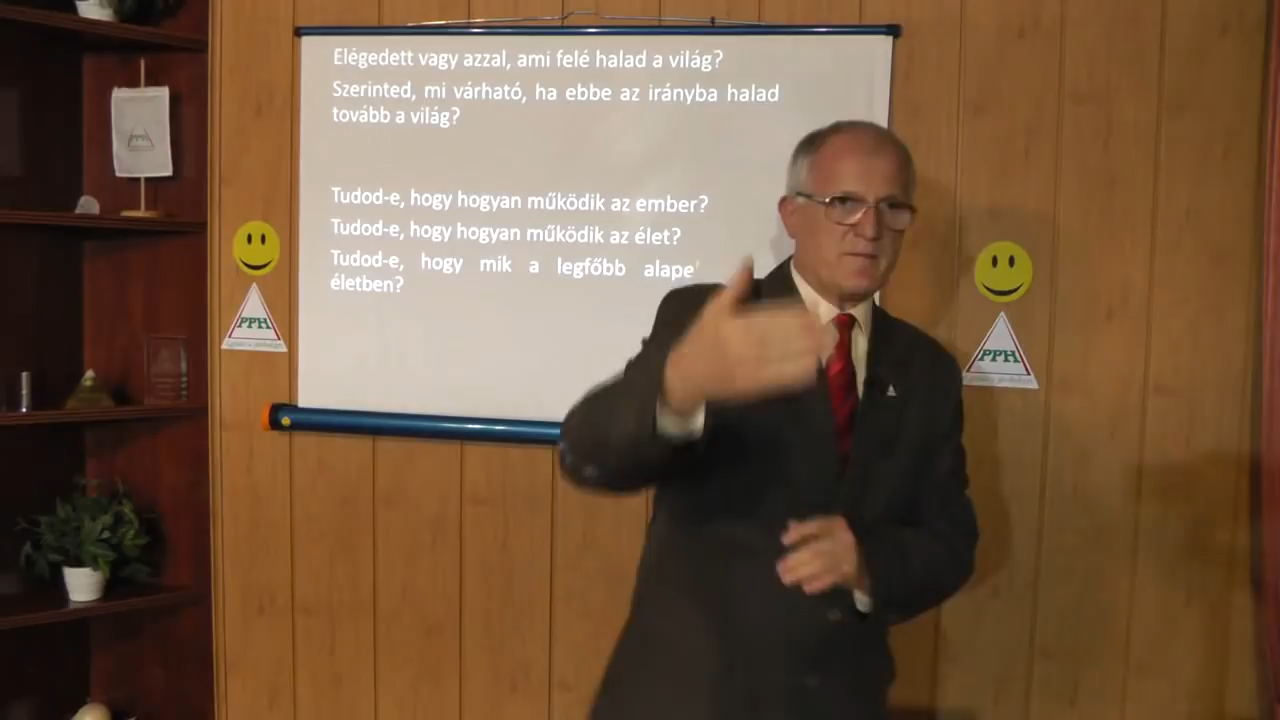 Elégedett vagy azzal, ami felé halad a világ?
Szerinted, mi várható, ha ebbe az irányba halad
tovább a világ?
Tudod-e, hogy hogyan működik az ember?
Tudod-e, hogy hogyan működik az élet?
Tudod-e, hogy mik a legfőbb
életben?
PPH
PPH
PPH